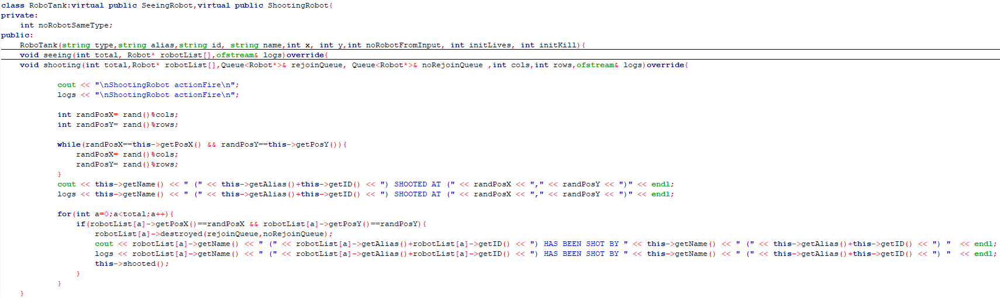 class RoboTank:virtual public SeeingRobot,virtual public ShootingRobot{
private:
    int noRobotSameType;
public:
    RoboTank(string type,string alias,string id, string name,int x, int y,int noRobotFromInput, int initLives, int initKill){
    void seeing(int total, Robot* robotList[],ofstream& logs)override{
    void shooting(int total,Robot* robotList[],Queue<Robot*>& rejoinQueue, Queue<Robot*>& noRejoinQueue ,int cols,int rows,ofstream& logs)override{
            cout << "\nShootingRobot actionFire\n";
            logs << "\nShootingRobot actionFire\n";
            int randPosX= rand()%cols;
            int randPosY= rand()%rows;
            while(randPosX==this->getPosX() && randPosY==this->getPosY()){
                randPosX= rand()%cols;
                randPosY= rand()%rows;
            }
            cout << this->getName() << " (" << this->getAlias()+this->getID() << ") SHOOTED AT (" << randPosX << "," << randPosY << ")" << endl;
            logs << this->getName() << " (" << this->getAlias()+this->getID() << ") SHOOTED AT (" << randPosX << "," << randPosY << ")" << endl;
            for(int a=0;a<total;a++){
                if(robotList[a]->getPosX()==randPosX && robotList[a]->getPosY()==randPosY){
                    robotList[a]->destroyed(rejoinQueue,noRejoinQueue);
                    cout << robotList[a]->getName() << " (" << robotList[a]->getAlias()+robotList[a]->getID() << ") HAS BEEN SHOT BY " << this->getName() << " (" << this->getAlias()+this->getID() << ") "  << endl;
                    logs << robotList[a]->getName() << " (" << robotList[a]->getAlias()+robotList[a]->getID() << ") HAS BEEN SHOT BY " << this->getName() << " (" << this->getAlias()+this->getID() << ") "  << endl;
                    this->shooted();
                }
            }
    }